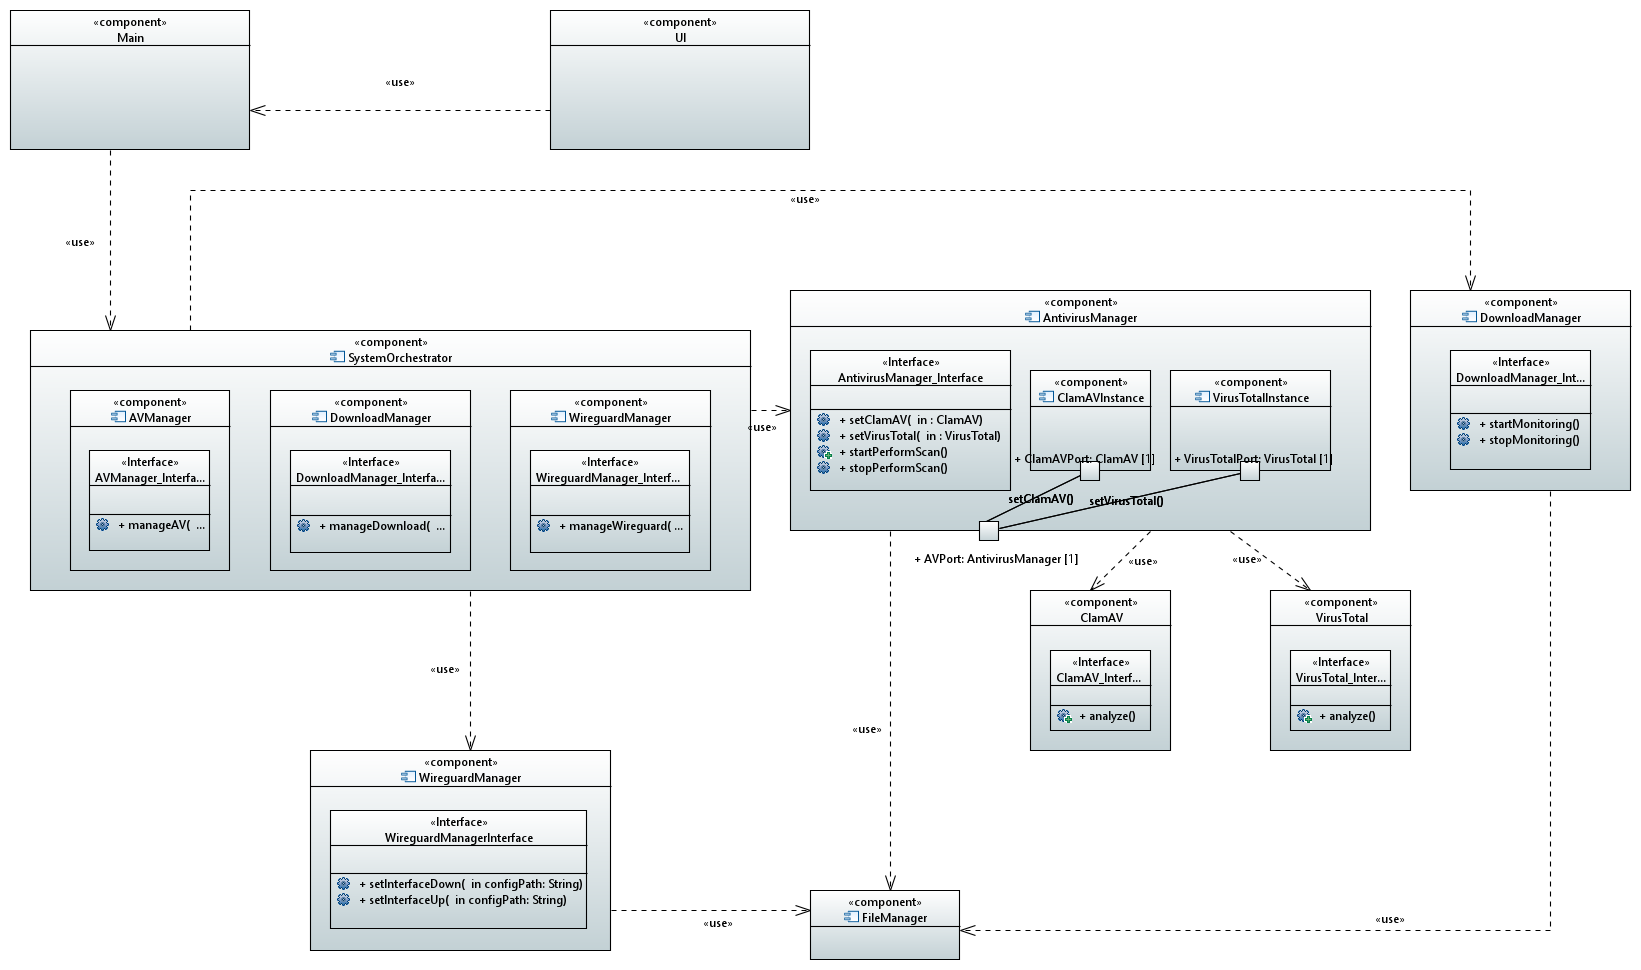 «component»
Main
«component»
UI
«use»
«use»
«use»
«component»
SystemOrchestrator
«component»
AVManager
«Interface»
AVManager_Interfa...
+ manageAV(  ...
«component»
DownloadManager
«Interface»
DownloadManager_Interfa...
+ manageDownload(  ...
«component»
WireguardManager
«Interface»
WireguardManager_Interf...
+ manageWireguard( ...
«use»
«component»
AntivirusManager
«Interface»
AntivirusManager_Interface
+ setClamAV(  in : ClamAV)
+ setVirusTotal(  in : VirusTotal)
+ startPerformScan()
+ stopPerformScan()
«component»
ClamAVInstance
+ ClamAVPort: ClamAV [1]
«component»
VirusTotalInstance
+ VirusTotalPort: VirusTotal [1]
setClamAV()
setVirusTotal()
+ AVPort: AntivirusManager [1]
«component»
DownloadManager
«Interface»
DownloadManager_Int...
+ startMonitoring()
+ stopMonitoring()
«use»
«use»
«component»
ClamAV
«Interface»
ClamAV_Interf...
+ analyze()
«component»
VirusTotal
«Interface»
VirusTotal_Inter...
+ analyze()
«use»
«use»
«component»
WireguardManager
«Interface»
WireguardManagerInterface
+ setInterfaceDown(  in configPath: String)
+ setInterfaceUp(  in configPath: String)
«use»
«component»
FileManager
«use»